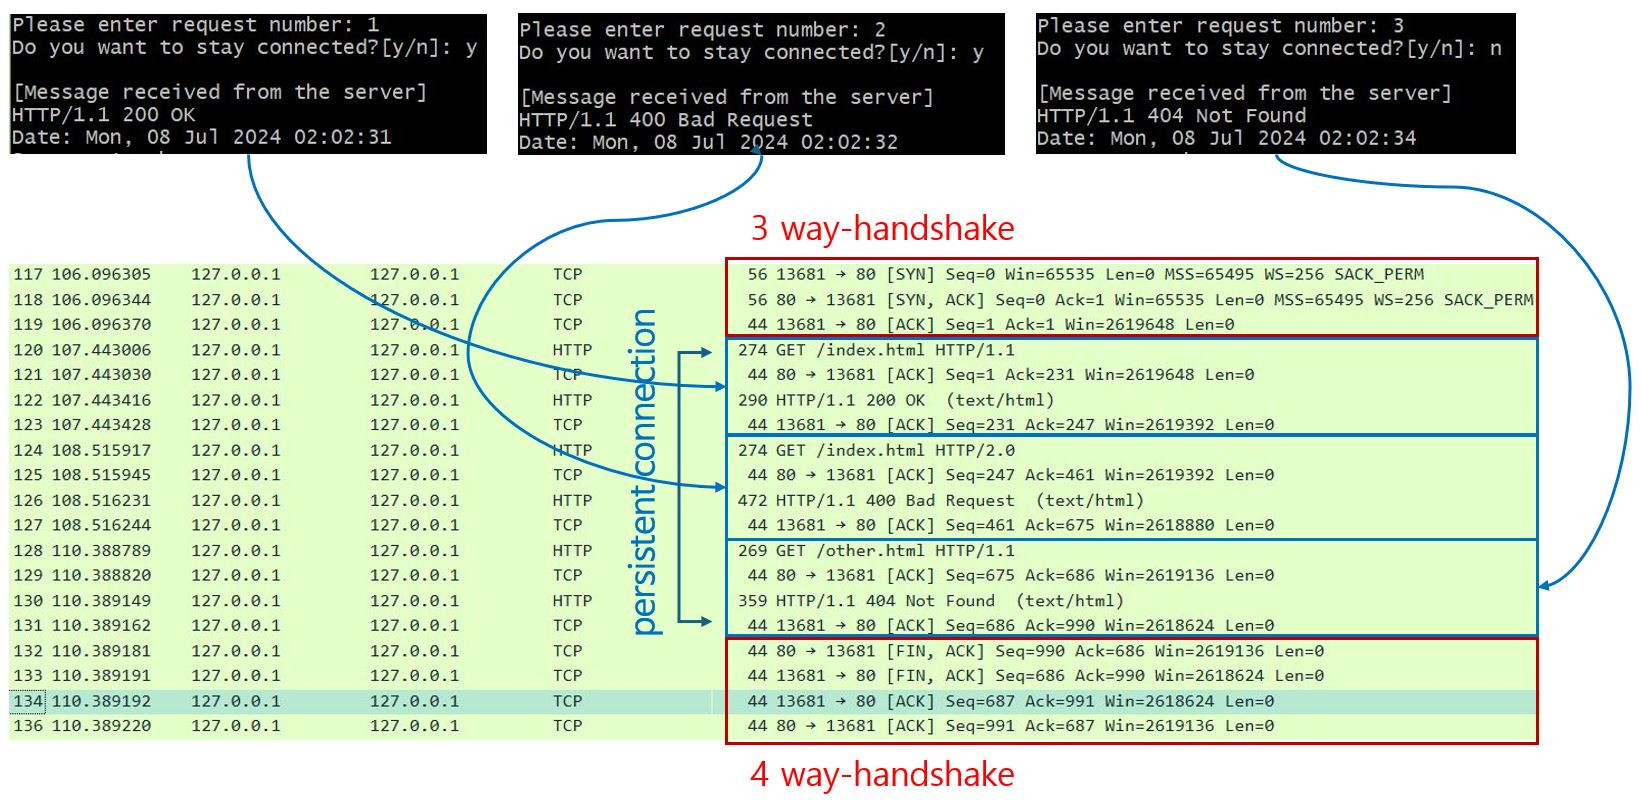 Please enter request number: 1
Do you want to stay connected?[y/n]: y
[Message received from the server]
HTTP/1.1 200 OK
Date: Mon, 08 Jul 2024 02:02:31
Please enter request number: 2
Do you want to stay connected?[y/n]: y
[Message received from the server]
HTTP/1.1 400 Bad Request
Date: Mon, 08 Jul 2024 02:02:32
Please enter request number: 3
Do you want to stay connected?[y/n]: n
[Message received from the server]
HTTP/1.1 404 Not Found
Date: Mon, 08 Jul 2024 02:02:34
3 way-handshake
117 106.096305 127.0.0.1 127.0.0.1 TCP 56 13681 → 80 [SYN] Seq=0 Win=65535 Len=0 MSS=65495 WS=256 SACK_PERM
118 106.096344 127.0.0.1 127.0.0.1 TCP 56 80 → 13681 [SYN, ACK] Seq=0 Ack=1 Win=65535 Len=0 MSS=65495 WS=256 SACK_PERM
119 106.096370 127.0.0.1 127.0.0.1 TCP 44 13681 → 80 [ACK] Seq=1 Ack=1 Win=2619648 Len=0
120 107.443006 127.0.0.1 127.0.0.1 HTTP 274 GET /index.html HTTP/1.1
121 107.443030 127.0.0.1 127.0.0.1 TCP 44 80 → 13681 [ACK] Seq=1 Ack=231 Win=2619648 Len=0
122 107.443416 127.0.0.1 127.0.0.1 HTTP 290 HTTP/1.1 200 OK (text/html)
123 107.443428 127.0.0.1 127.0.0.1 TCP 44 13681 → 80 [ACK] Seq=231 Ack=247 Win=2619392 Len=0
124 108.515917 127.0.0.1 127.0.0.1 HTTP 274 GET /index.html HTTP/2.0
125 108.515945 127.0.0.1 127.0.0.1 TCP 44 80 → 13681 [ACK] Seq=247 Ack=461 Win=2619392 Len=0
126 108.516231 127.0.0.1 127.0.0.1 HTTP 472 HTTP/1.1 400 Bad Request (text/html)
127 108.516244 127.0.0.1 127.0.0.1 TCP 44 13681 → 80 [ACK] Seq=461 Ack=675 Win=2618880 Len=0
128 110.388789 127.0.0.1 127.0.0.1 HTTP 269 GET /other.html HTTP/1.1
129 110.388820 127.0.0.1 127.0.0.1 TCP 44 80 → 13681 [ACK] Seq=675 Ack=686 Win=2619136 Len=0
130 110.389149 127.0.0.1 127.0.0.1 HTTP 359 HTTP/1.1 404 Not Found (text/html)
131 110.389162 127.0.0.1 127.0.0.1 TCP 44 13681 → 80 [ACK] Seq=686 Ack=990 Win=2618624 Len=0
132 110.389181 127.0.0.1 127.0.0.1 TCP 44 80 → 13681 [FIN, ACK] Seq=990 Ack=686 Win=2619136 Len=0
133 110.389191 127.0.0.1 127.0.0.1 TCP 44 13681 → 80 [FIN, ACK] Seq=686 Ack=990 Win=2618624 Len=0
134 110.389192 127.0.0.1 127.0.0.1 TCP 44 13681 → 80 [ACK] Seq=687 Ack=991 Win=2618624 Len=0
136 110.389220 127.0.0.1 127.0.0.1 TCP 44 80 → 13681 [ACK] Seq=991 Ack=687 Win=2619136 Len=0
persistent connection
4 way-handshake